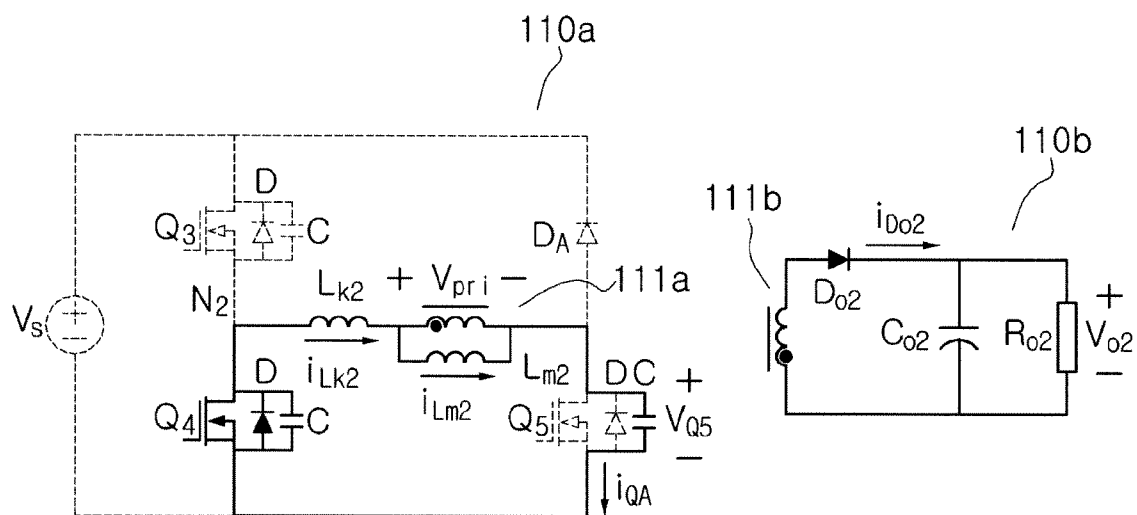 110a
110b
111b
D
Q3
C
DA
iDo2
Do2
N2
Lk2
+ Vpri −
111a
VS
+
−
iLk2
iLm2
Lm2
Co2
Ro2
+
Vo2
−
D
Q4
C
D C
Q5
+
VQ5
−
iQA